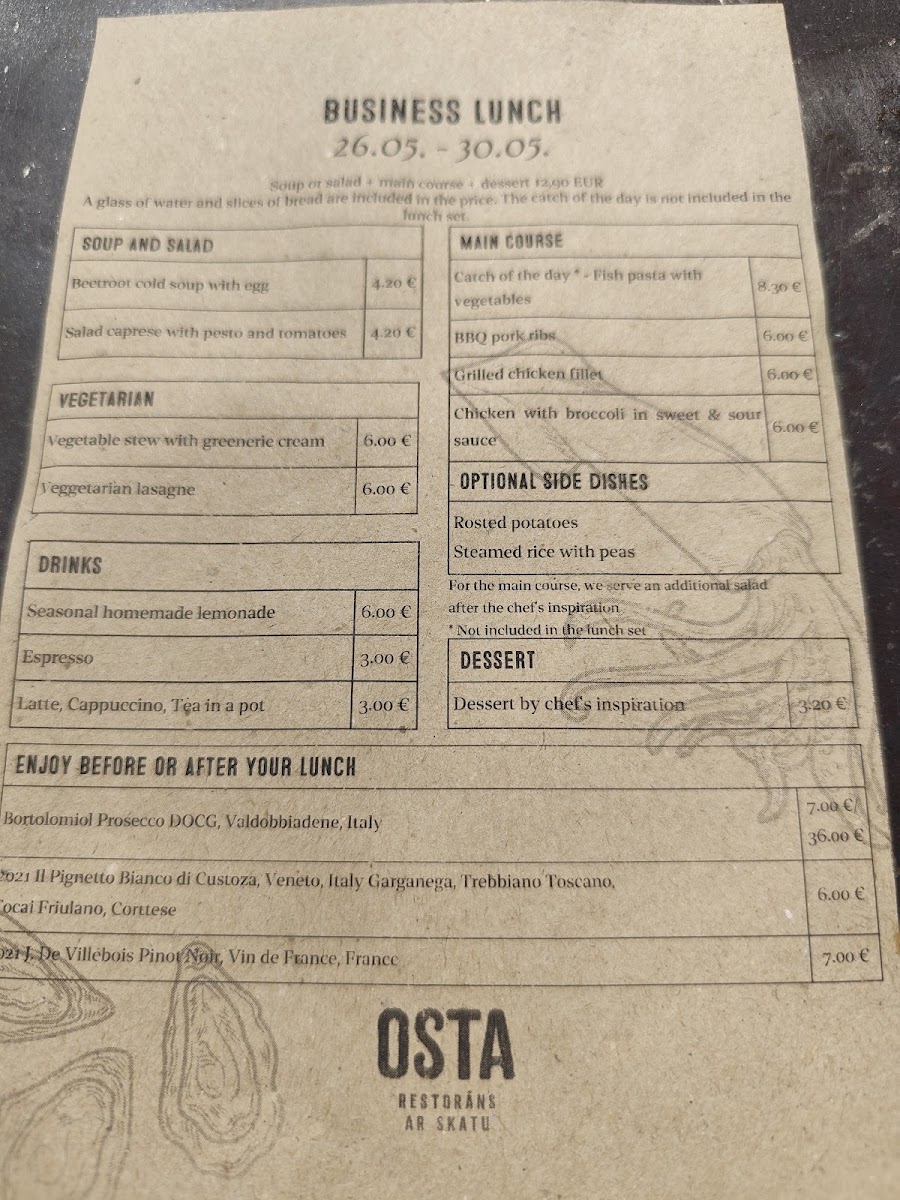 BUSINESS LUNCH
26.05. - 30.05.
Soup or salad + main course + dessert 12,90 EUR
A glass of water and slices of bread are included in the price. The catch of the day is not included in the
lunch set.
SOUP AND SALAD
Beetroot cold soup with egg 4.20 €
Salad caprese with pesto and tomatoes 4.20 €
VEGETARIAN
Vegetable stew with greenerie cream 6.00 €
Veggetarian lasagne 6.00 €
DRINKS
Seasonal homemade lemonade 6.00 €
Espresso 3.00 €
Latte, Cappuccino, Tea in a pot 3.00 €
MAIN COURSE
Catch of the day * - Fish pasta with
vegetables 8.30 €
BBQ pork ribs 6.00 €
Grilled chicken fillet 6.00 €
Chicken with broccoli in sweet & sour
sauce 6.00 €
OPTIONAL SIDE DISHES
Rosted potatoes
Steamed rice with peas
For the main course, we serve an additional salad
after the chef's inspiration
* Not included in the lunch set
DESSERT
Dessert by chef's inspiration 3.20 €
ENJOY BEFORE OR AFTER YOUR LUNCH
Bortolomiol Prosecco DOCG, Valdobbiadene, Italy 7.00 €/
36.00 €
2021 Il Pignetto Bianco di Custoza, Veneto, Italy Garganega, Trebbiano Toscano,
Tocai Friulano, Corttese 6.00 €
2021 J. De Villebois Pinot Noir, Vin de France, France 7.00 €
OSTA
RESTORĀNS
AR SKATU